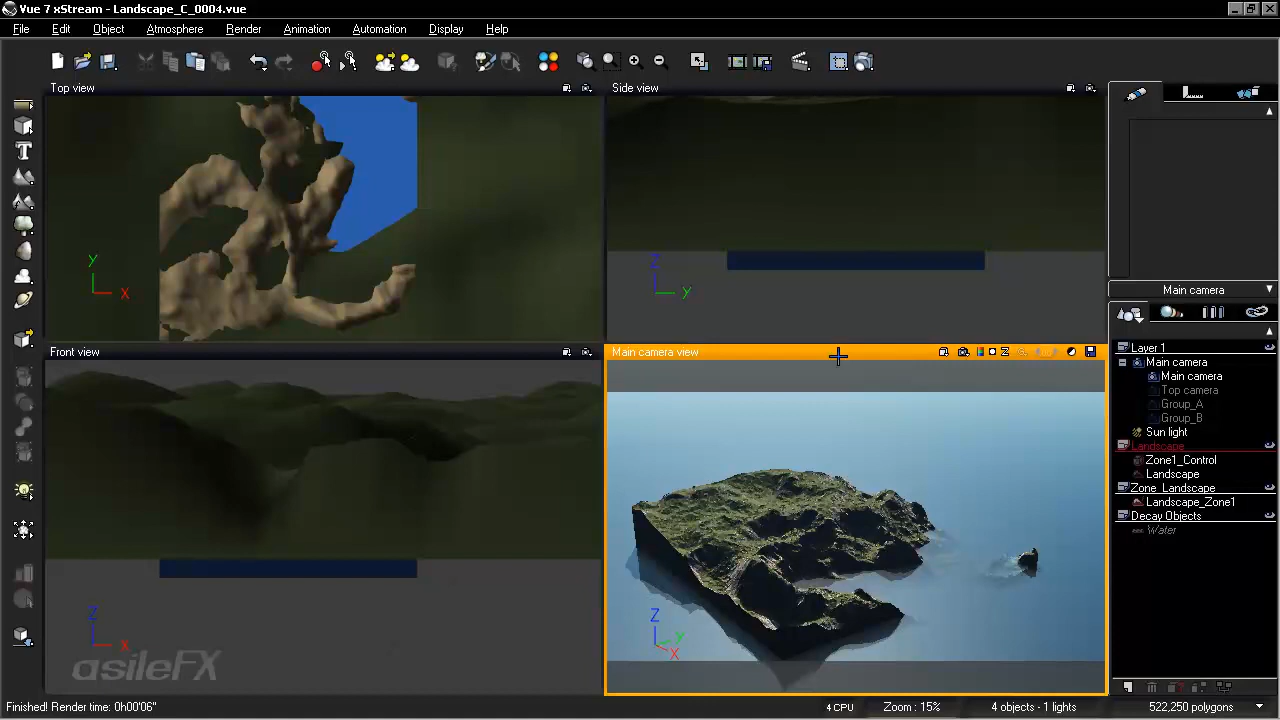 Vue 7 xStream - Landscape_C_0004.vue
File Edit Object Atmosphere Render Animation Automation Display Help
Top view
Side view
Y
X
Z
Y
Main camera
Front view
Main camera view
Z
X
Z
Y
X
Layer 1
Main camera
Main camera
Top camera
Group_A
Group_B
Sun light
Landscape
Zone1_Control
Landscape
Zone_Landscape
Landscape_Zone1
Decay Objects
Water
asileFX
Finished! Render time: 0h00'06"
4 CPU
Zoom : 15%
4 objects - 1 lights
522,250 polygons